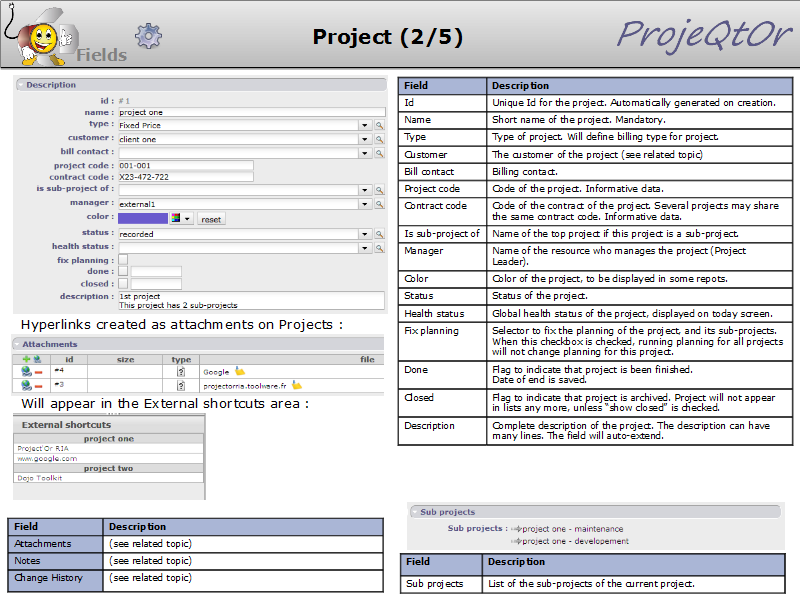 Fields
Project (2/5)
ProjeQtOr
Description
id : #1
name : project one
type : Fixed Price
customer : client one
bill contact :
project code : 001-001
contract code : X23-472-722
is sub-project of :
manager : external1
color : reset
status : recorded
health status :
fix planning :
done :
closed :
description : 1st project
This project has 2 sub-projects
Hyperlinks created as attachments on Projects :
Attachments
id size type file
#4 Google
#3 projectorria.toolware.fr
Will appear in the External shortcuts area :
External shortcuts
project one
Project'Or RIA
www.google.com
project two
Dojo Toolkit
Field Description
Attachments (see related topic)
Notes (see related topic)
Change History (see related topic)
Field Description
Id Unique Id for the project. Automatically generated on creation.
Name Short name of the project. Mandatory.
Type Type of project. Will define billing type for project.
Customer The customer of the project (see related topic)
Bill contact Billing contact.
Project code Code of the project. Informative data.
Contract code Code of the contract of the project. Several projects may share
the same contract code. Informative data.
Is sub-project of Name of the top project if this project is a sub-project.
Manager Name of the resource who manages the project (Project
Leader).
Color Color of the project, to be displayed in some repots.
Status Status of the project.
Health status Global health status of the project, displayed on today screen.
Fix planning Selector to fix the planning of the project, and its sub-projects.
When this checkbox is checked, running planning for all projects
will not change planning for this project.
Done Flag to indicate that project is been finished.
Date of end is saved.
Closed Flag to indicate that project is archived. Project will not appear
in lists any more, unless “show closed” is checked.
Description Complete description of the project. The description can have
many lines. The field will auto-extend.
Sub projects
Sub projects : project one - maintenance
project one - developement
Field Description
Sub projects List of the sub-projects of the current project.